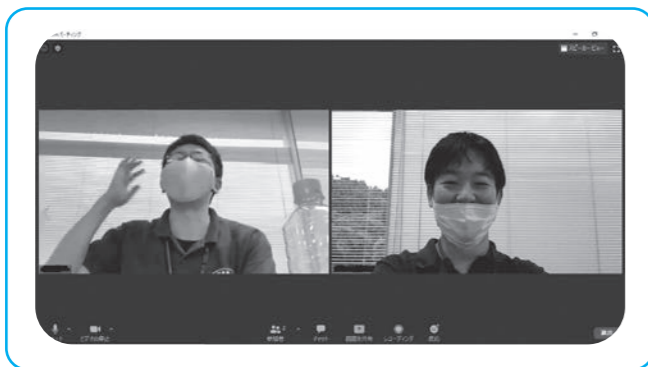 ミーティング
スピーカービュー
ビデオの停止
参加者
2
チャット
画面を共有
レコーディング
反応